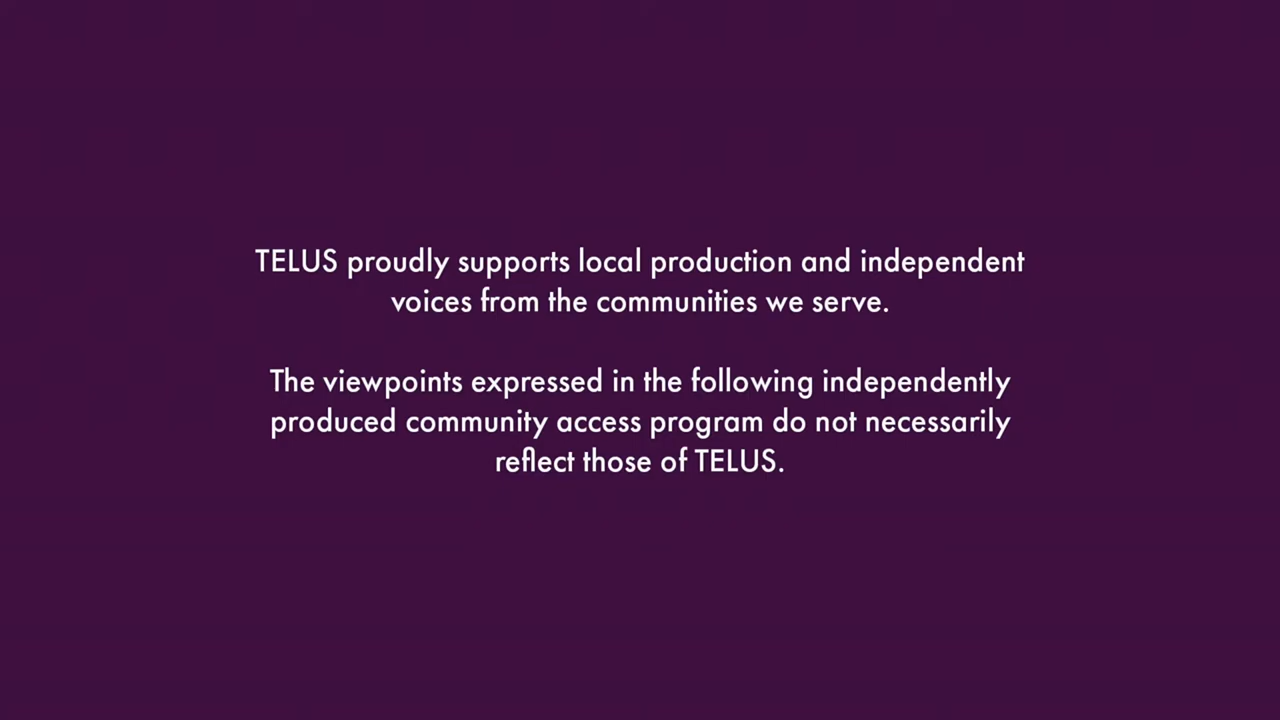 TELUS proudly supports local production and independent
voices from the communities we serve.
The viewpoints expressed in the following independently
produced community access program do not necessarily
reflect those of TELUS.